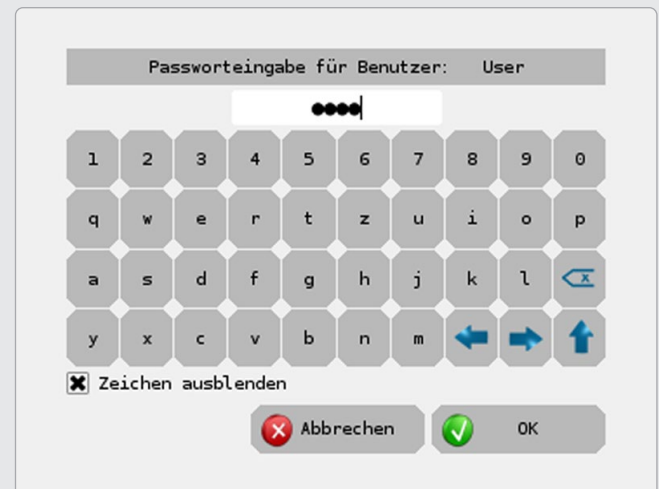 Passworteingabe für Benutzer: User
●●●●
1 2 3 4 5 6 7 8 9 0
q w e r t z u i o p
a s d f g h j k l
y x c v b n m
Zeichen ausblenden
Abbrechen OK